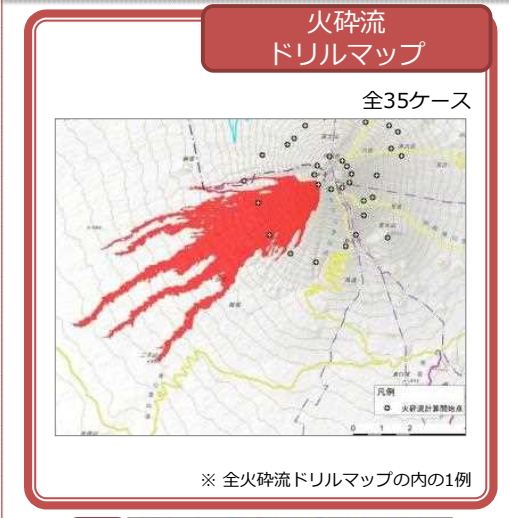 火砕流
ドリルマップ
全35ケース
凡例
火砕流計算開始点
0 1 2
※ 全火砕流ドリルマップの内の1例